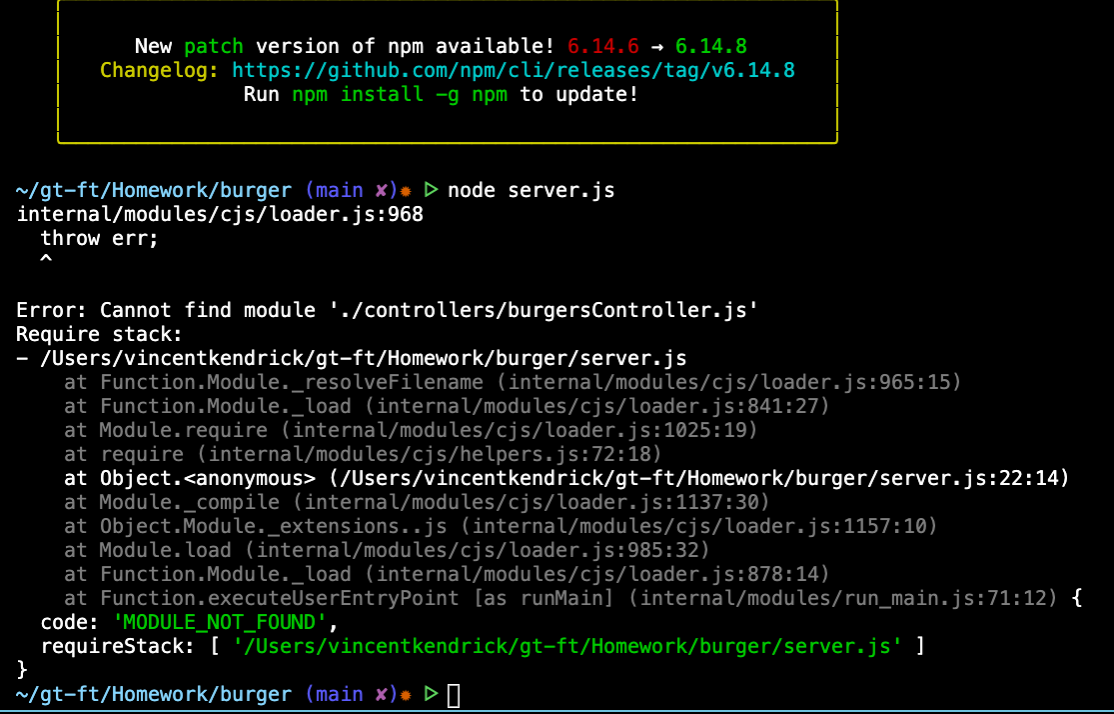 New patch version of npm available! 6.14.6 → 6.14.8
Changelog: https://github.com/npm/cli/releases/tag/v6.14.8
Run npm install -g npm to update!
~/gt-ft/Homework/burger (main ✘)✹ ▷ node server.js
internal/modules/cjs/loader.js:968
  throw err;
  ^
Error: Cannot find module './controllers/burgersController.js'
Require stack:
- /Users/vincentkendrick/gt-ft/Homework/burger/server.js
    at Function.Module._resolveFilename (internal/modules/cjs/loader.js:965:15)
    at Function.Module._load (internal/modules/cjs/loader.js:841:27)
    at Module.require (internal/modules/cjs/loader.js:1025:19)
    at require (internal/modules/cjs/helpers.js:72:18)
    at Object.<anonymous> (/Users/vincentkendrick/gt-ft/Homework/burger/server.js:22:14)
    at Module._compile (internal/modules/cjs/loader.js:1137:30)
    at Object.Module._extensions..js (internal/modules/cjs/loader.js:1157:10)
    at Module.load (internal/modules/cjs/loader.js:985:32)
    at Function.Module._load (internal/modules/cjs/loader.js:878:14)
    at Function.executeUserEntryPoint [as runMain] (internal/modules/run_main.js:71:12) {
  code: 'MODULE_NOT_FOUND',
  requireStack: [ '/Users/vincentkendrick/gt-ft/Homework/burger/server.js' ]
}
~/gt-ft/Homework/burger (main ✘)✹ ▷